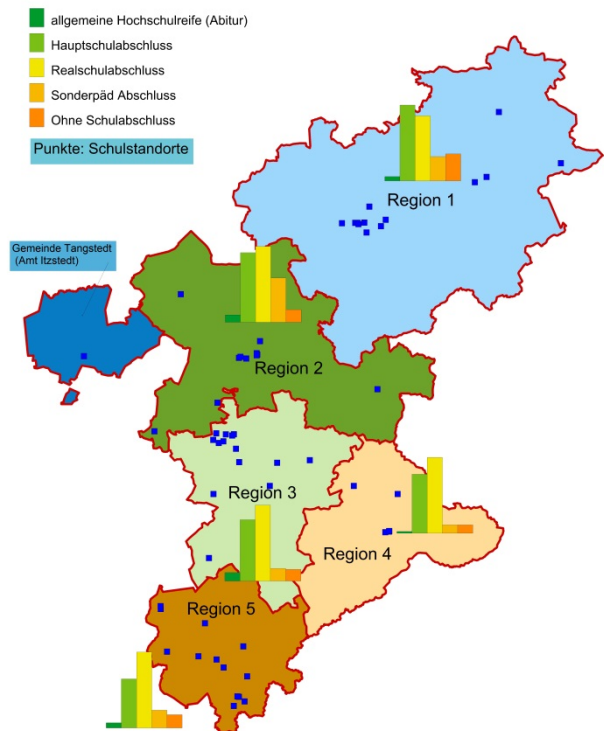 allgemeine Hochschulreife (Abitur)
Hauptschulabschluss
Realschulabschluss
Sonderpäd Abschluss
Ohne Schulabschluss
Punkte: Schulstandorte
Region 1
Gemeinde Tangstedt
(Amt Itzstedt)
Region 2
Region 3
Region 4
Region 5